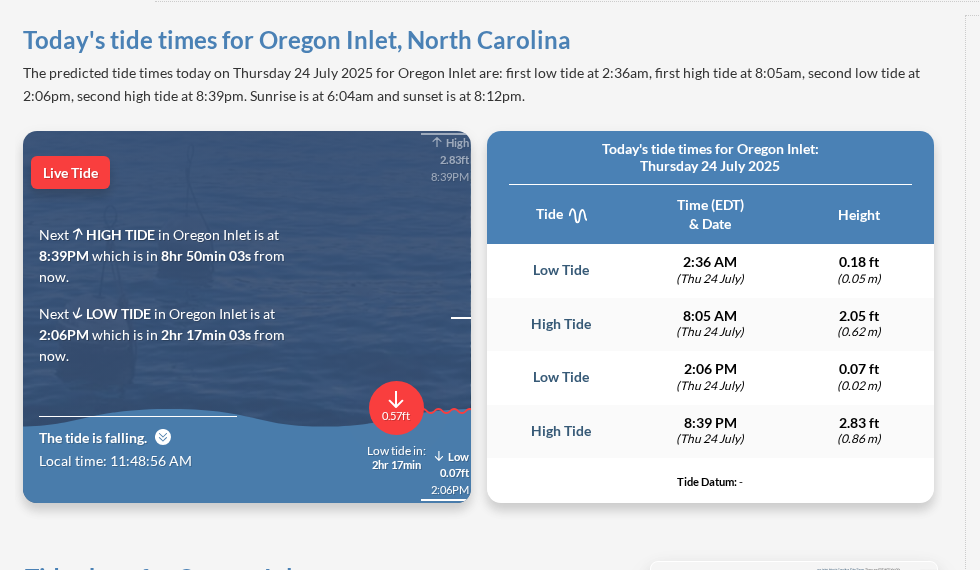 Today's tide times for Oregon Inlet, North Carolina
The predicted tide times today on Thursday 24 July 2025 for Oregon Inlet are: first low tide at 2:36am, first high tide at 8:05am, second low tide at
2:06pm, second high tide at 8:39pm. Sunrise is at 6:04am and sunset is at 8:12pm.
High
2.83ft
8:39PM
Live Tide
Next HIGH TIDE in Oregon Inlet is at
8:39PM which is in 8hr 50min 03s from
now.
Next LOW TIDE in Oregon Inlet is at
2:06PM which is in 2hr 17min 03s from
now.
0.57ft
The tide is falling.
Local time: 11:48:56 AM
Low tide in:
2hr 17min
Low
0.07ft
2:06PM
Today's tide times for Oregon Inlet:
Thursday 24 July 2025
Tide
Time (EDT)
& Date
Height
Low Tide
2:36 AM
(Thu 24 July)
0.18 ft
(0.05 m)
High Tide
8:05 AM
(Thu 24 July)
2.05 ft
(0.62 m)
Low Tide
2:06 PM
(Thu 24 July)
0.07 ft
(0.02 m)
High Tide
8:39 PM
(Thu 24 July)
2.83 ft
(0.86 m)
Tide Datum: -